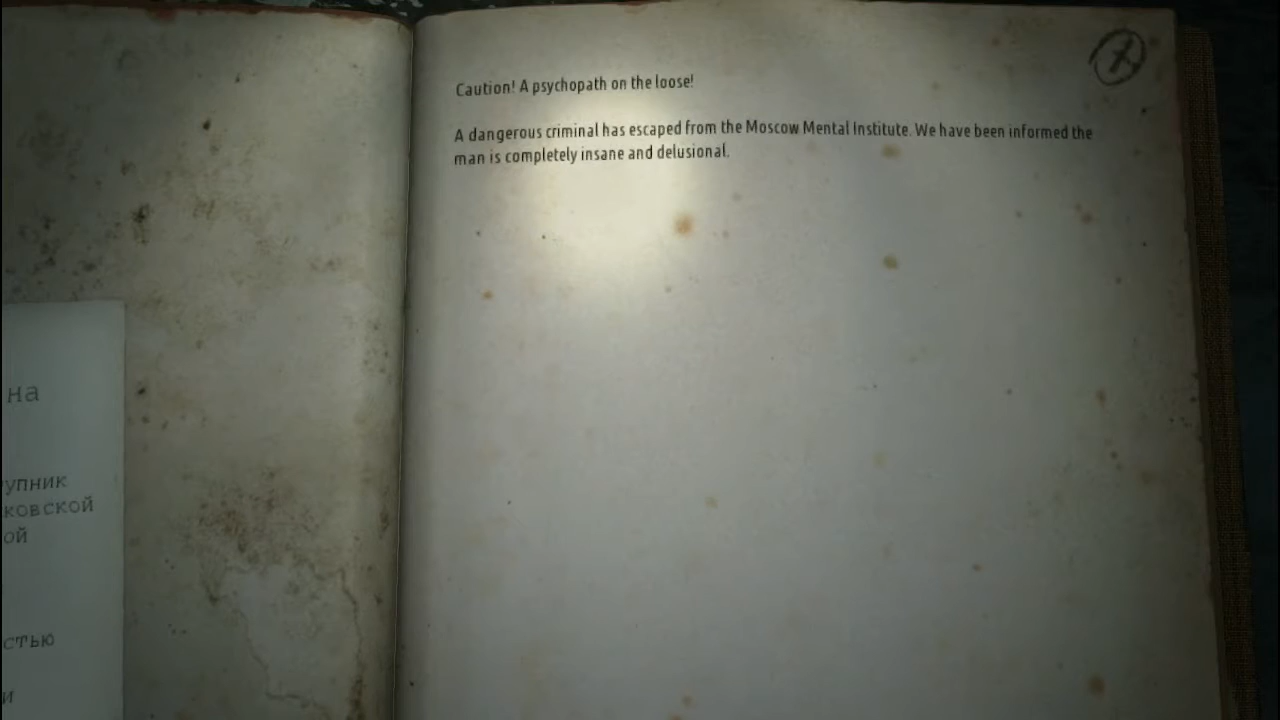 на
упник
ковской
ой
стью
и
Caution! A psychopath on the loose!
A dangerous criminal has escaped from the Moscow Mental Institute. We have been informed the
man is completely insane and delusional.